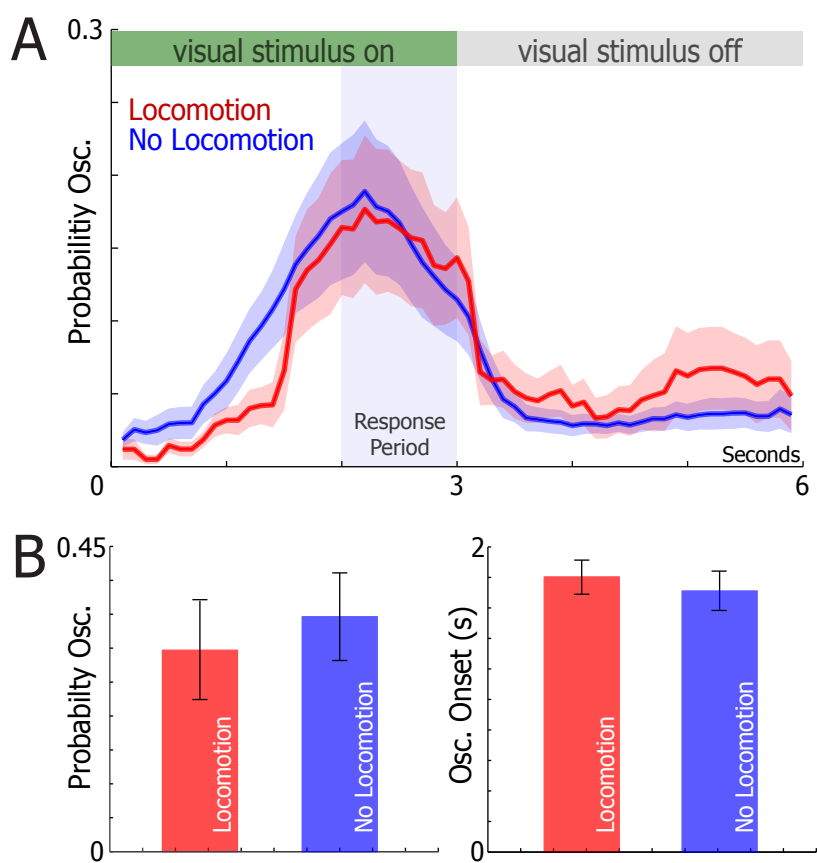 A
0.3
visual stimulus on
visual stimulus off
Locomotion
No Locomotion
Probabilitiy Osc.
Response
Period
Seconds
0
3
6
B
0.45
Probabilty Osc.
0
Locomotion
No Locomotion
2
Osc. Onset (s)
0
Locomotion
No Locomotion